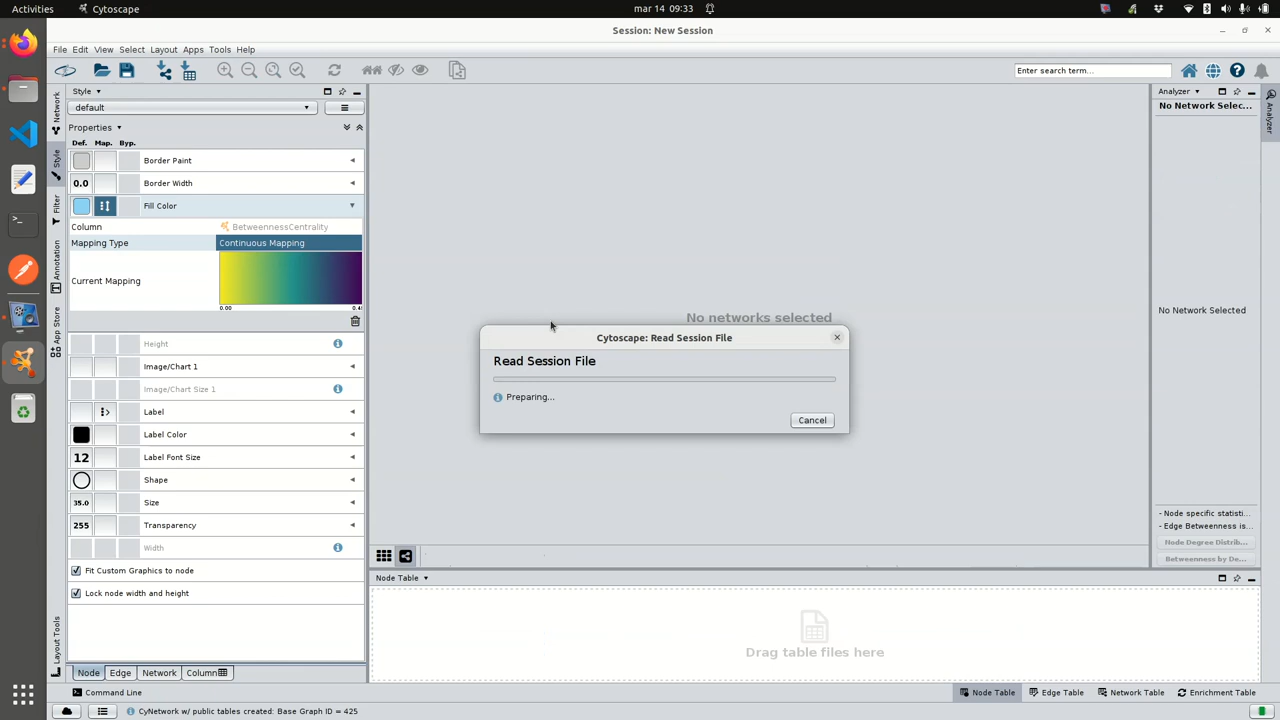 Activities
Cytoscape
mar 14 09:33
Session: New Session
File Edit View Select Layout Apps Tools Help
Enter search term...
Style
default
Properties
Def. Map. Byp.
Border Paint
0.0 Border Width
Fill Color
Column BetweennessCentrality
Mapping Type Continuous Mapping
Current Mapping
0.00
Height
Image/Chart 1
Image/Chart Size 1
Label
Label Color
12 Label Font Size
Shape
35.0 Size
255 Transparency
Width
Fit Custom Graphics to node
Lock node width and height
Node Edge Network Column
Network
Style
Filter
Annotation
App Store
Layout Tools
No networks selected
Cytoscape: Read Session File
Read Session File
Preparing...
Cancel
Node Table
Drag table files here
Analyzer
No Network Selec...
No Network Selected
- Node specific statisti...
- Edge Betweenness is...
Node Degree Distrib...
Betweenness by De...
Analyzer
Command Line
Node Table Edge Table Network Table Enrichment Table
CyNetwork w/ public tables created: Base Graph ID = 425